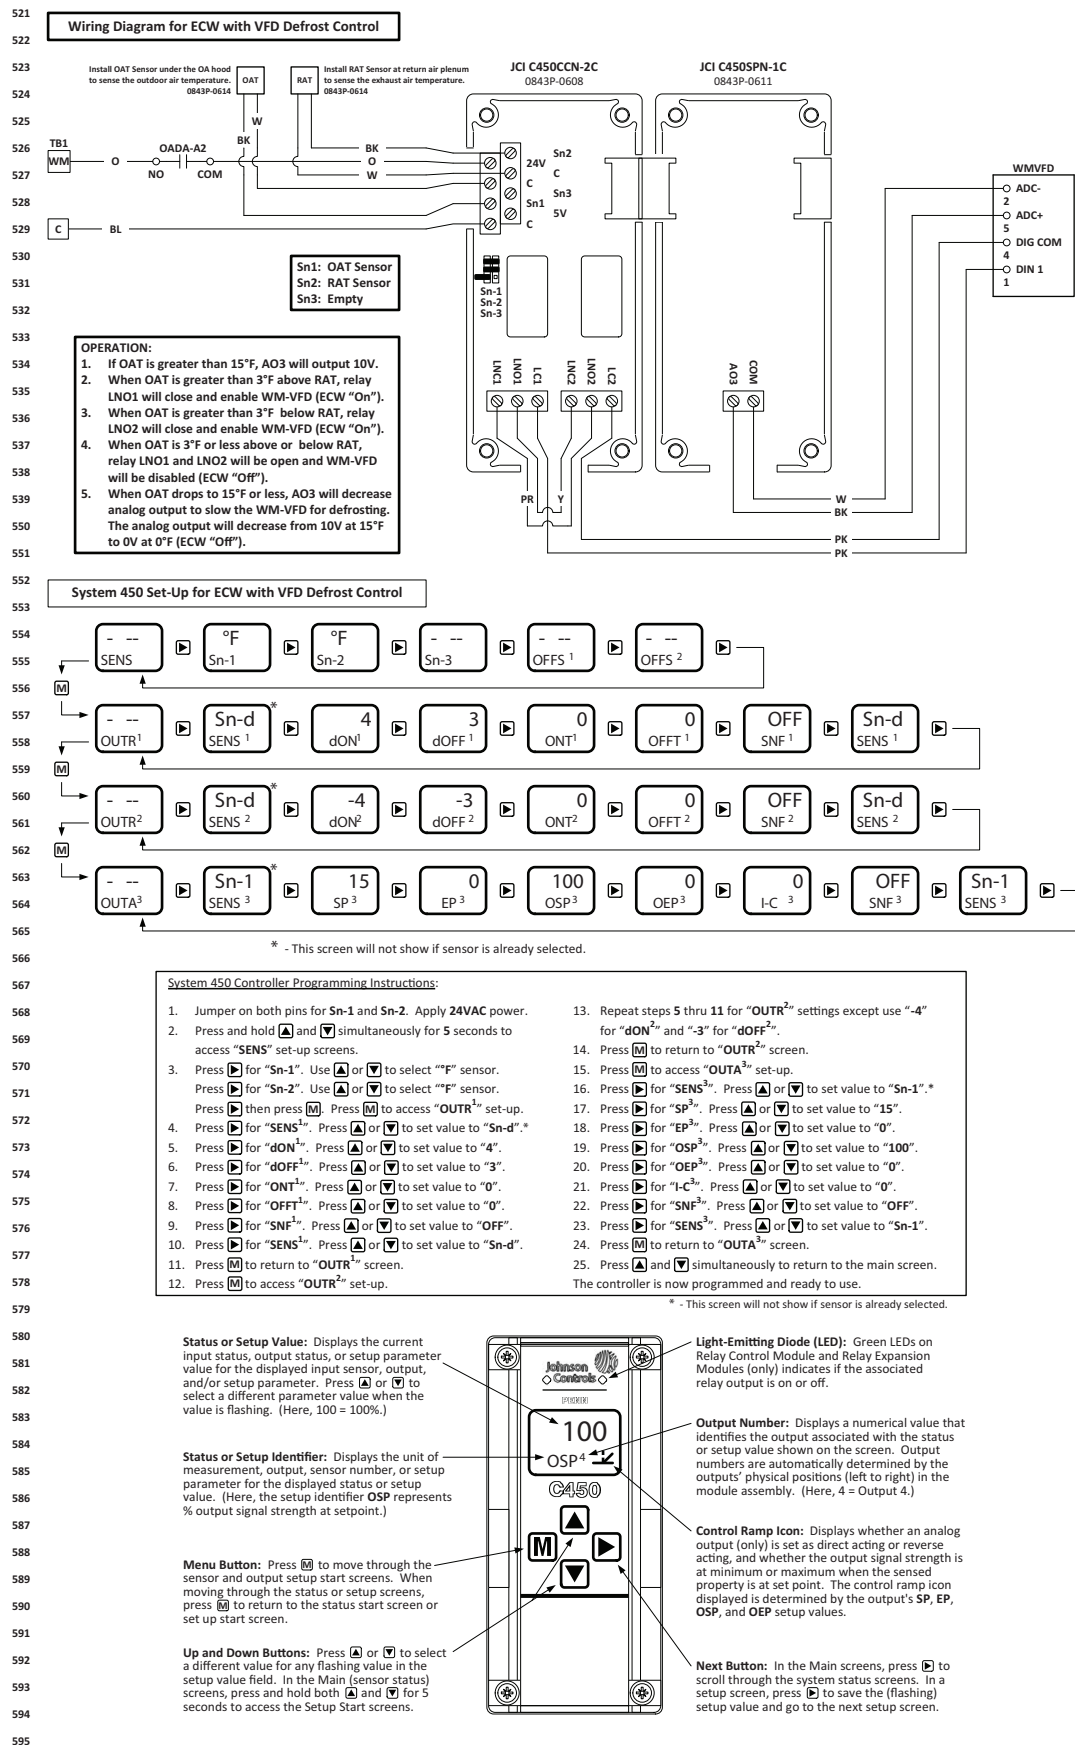 521
Wiring Diagram for ECW with VFD Defrost Control
522
523
Install OAT Sensor under the OA hood
to sense the outdoor air temperature.
0843P-0614
OAT
RAT
Install RAT Sensor at return air plenum
to sense the exhaust air temperature.
0843P-0614
JCI C450CCN-2C
0843P-0608
JCI C450SPN-1C
0843P-0611
524
525
W
BK
526
TB1
WM
O
OADA-A2
NO
COM
BK
O
W
Sn2
24V
C
C
Sn3
Sn1
5V
C
527
WMVFD
ADC-
2
ADC+
5
DIG COM
4
DIN 1
1
528
529
C
BL
530
Sn1: OAT Sensor
Sn2: RAT Sensor
Sn3: Empty
Sn-1
Sn-2
Sn-3
531
532
533
OPERATION:
534
1. If OAT is greater than 15°F, AO3 will output 10V.
2. When OAT is greater than 3°F above RAT, relay
LNO1 will close and enable WM-VFD (ECW “On”).
535
3. When OAT is greater than 3°F below RAT, relay
LNO2 will close and enable WM-VFD (ECW “On”).
536
4. When OAT is 3°F or less above or below RAT,
relay LNO1 and LNO2 will be open and WM-VFD
will be disabled (ECW “Off”).
537
538
5. When OAT drops to 15°F or less, AO3 will decrease
analog output to slow the WM-VFD for defrosting.
The analog output will decrease from 10V at 15°F
to 0V at 0°F (ECW “Off”).
539
550
551
LNC1
LNO1
LC1
LNC2
LNO2
LC2
AO3
COM
PR
Y
W
BK
PK
PK
552
System 450 Set-Up for ECW with VFD Defrost Control
553
554
- --
SENS
°F
Sn-1
°F
Sn-2
- --
Sn-3
- --
OFFS 1
- --
OFFS 2
555
556
M
557
- --
OUTR1
Sn-d
SENS 1
*
4
dON1
3
dOFF 1
0
ONT1
0
OFFT 1
OFF
SNF 1
Sn-d
SENS 1
558
559
M
560
- --
OUTR2
Sn-d
SENS 2
*
-4
dON2
-3
dOFF 2
0
ONT2
0
OFFT 2
OFF
SNF 2
Sn-d
SENS 2
561
562
M
563
- --
OUTA3
Sn-1
SENS 3
*
15
SP 3
0
EP 3
100
OSP 3
0
OEP3
0
I-C 3
OFF
SNF 3
Sn-1
SENS 3
564
565
* - This screen will not show if sensor is already selected.
566
567
System 450 Controller Programming Instructions:
568
1. Jumper on both pins for Sn-1 and Sn-2. Apply 24VAC power.
2. Press and hold ▲ and ▼ simultaneously for 5 seconds to
access “SENS” set-up screens.
569
570
3. Press ▶ for “Sn-1”. Use ▲ or ▼ to select “°F” sensor.
Press ▶ for “Sn-2”. Use ▲ or ▼ to select “°F” sensor.
571
Press ▶ then press M. Press M to access “OUTR1” set-up.
572
4. Press ▶ for “SENS1”. Press ▲ or ▼ to set value to “Sn-d”.*
573
5. Press ▶ for “dON1”. Press ▲ or ▼ to set value to “4”.
574
6. Press ▶ for “dOFF1”. Press ▲ or ▼ to set value to “3”.
7. Press ▶ for “ONT1”. Press ▲ or ▼ to set value to “0”.
575
8. Press ▶ for “OFFT1”. Press ▲ or ▼ to set value to “0”.
576
9. Press ▶ for “SNF1”. Press ▲ or ▼ to set value to “OFF”.
10. Press ▶ for “SENS1”. Press ▲ or ▼ to set value to “Sn-d”.
577
11. Press M to return to “OUTR1” screen.
578
12. Press M to access “OUTR2” set-up.
13. Repeat steps 5 thru 11 for “OUTR2” settings except use “-4”
for “dON2” and “-3” for “dOFF2”.
14. Press M to return to “OUTR2” screen.
15. Press M to access “OUTA3” set-up.
16. Press ▶ for “SENS3”. Press ▲ or ▼ to set value to “Sn-1”.*
17. Press ▶ for “SP3”. Press ▲ or ▼ to set value to “15”.
18. Press ▶ for “EP3”. Press ▲ or ▼ to set value to “0”.
19. Press ▶ for “OSP3”. Press ▲ or ▼ to set value to “100”.
20. Press ▶ for “OEP3”. Press ▲ or ▼ to set value to “0”.
21. Press ▶ for “I-C3”. Press ▲ or ▼ to set value to “0”.
22. Press ▶ for “SNF3”. Press ▲ or ▼ to set value to “OFF”.
23. Press ▶ for “SENS3”. Press ▲ or ▼ to set value to “Sn-1”.
24. Press M to return to “OUTA3” screen.
25. Press ▲ and ▼ simultaneously to return to the main screen.
The controller is now programmed and ready to use.
579
* - This screen will not show if sensor is already selected.
580
Status or Setup Value: Displays the current
input status, output status, or setup parameter
value for the displayed input sensor, output,
and/or setup parameter. Press ▲ or ▼ to
select a different parameter value when the
value is flashing. (Here, 100 = 100%.)
581
582
583
584
Status or Setup Identifier: Displays the unit of
measurement, output, sensor number, or setup
parameter for the displayed status or setup
value. (Here, the setup identifier OSP represents
% output signal strength at setpoint.)
585
586
587
588
Menu Button: Press M to move through the
sensor and output setup start screens. When
moving through the status or setup screens,
press M to return to the status start screen or
set up start screen.
589
590
591
592
Up and Down Buttons: Press ▲ or ▼ to select
a different value for any flashing value in the
setup value field. In the Main (sensor status)
screens, press and hold both ▲ and ▼ for 5
seconds to access the Setup Start screens.
593
594
595
Johnson
Controls
PENN
100
OSP4
C450
M
Light-Emitting Diode (LED): Green LEDs on
Relay Control Module and Relay Expansion
Modules (only) indicates if the associated
relay output is on or off.
Output Number: Displays a numerical value that
identifies the output associated with the status
or setup value shown on the screen. Output
numbers are automatically determined by the
outputs’ physical positions (left to right) in the
module assembly. (Here, 4 = Output 4.)
Control Ramp Icon: Displays whether an analog
output (only) is set as direct acting or reverse
acting, and whether the output signal strength is
at minimum or maximum when the sensed
property is at set point. The control ramp icon
displayed is determined by the output's SP, EP,
OSP, and OEP setup values.
Next Button: In the Main screens, press ▶ to
scroll through the system status screens. In a
setup screen, press ▶ to save the (flashing)
setup value and go to the next setup screen.